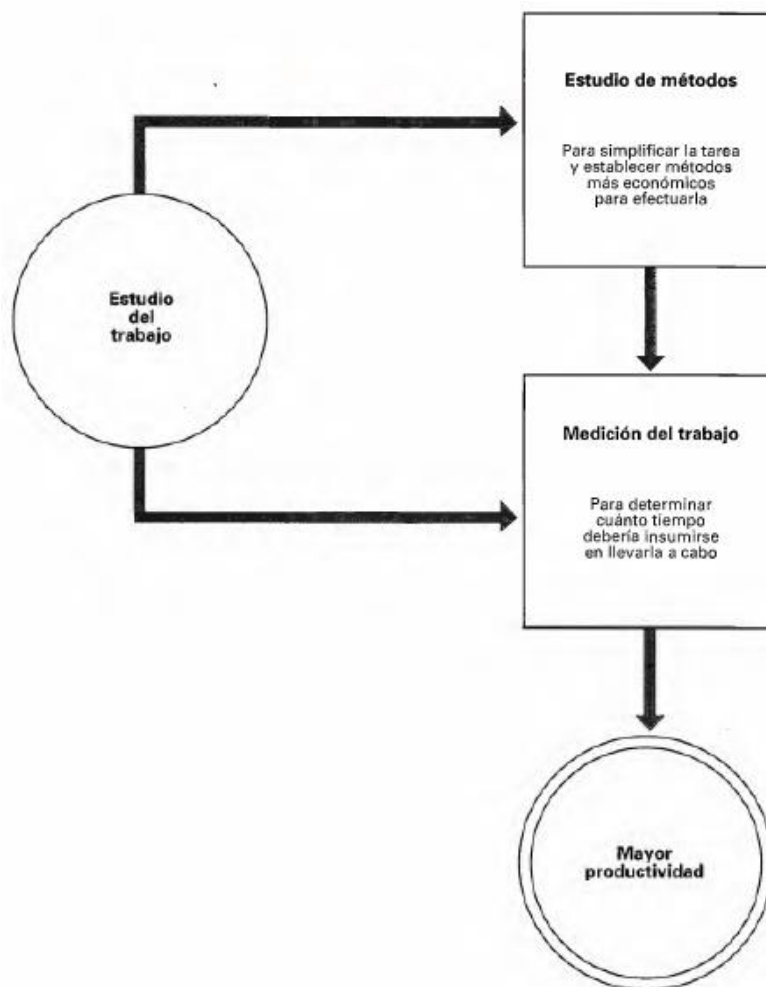 Estudio de métodos
Para simplificar la tarea
y establecer métodos
más económicos
para efectuarla
Estudio
del
trabajo
Medición del trabajo
Para determinar
cuánto tiempo
debería insumirse
en llevarla a cabo
Mayor
productividad